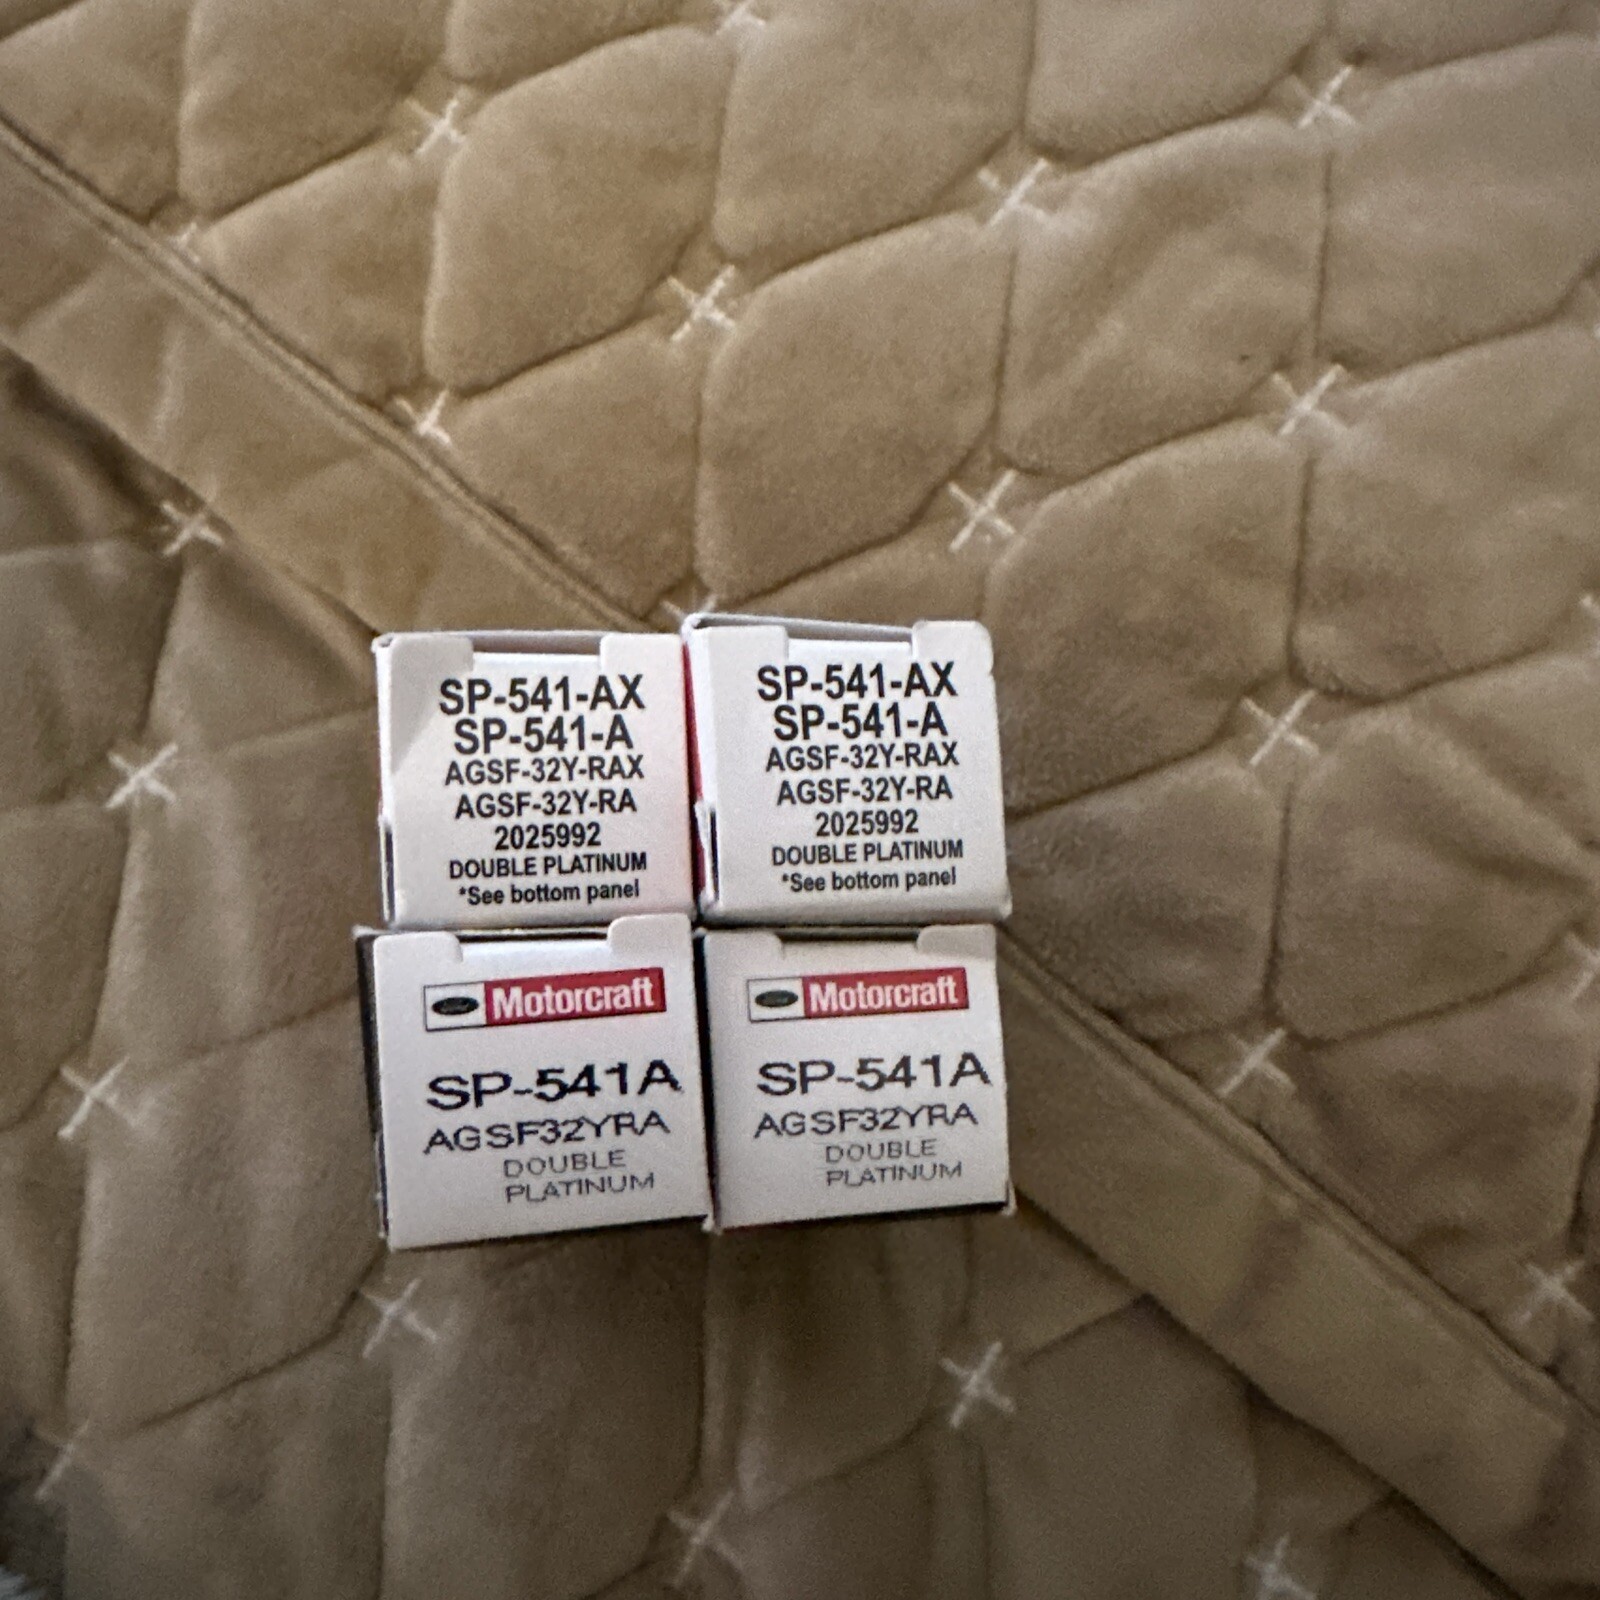 SP-541-AX
SP-541-A
AGSF-32Y-RAX
AGSF-32Y-RA
2025992
DOUBLE PLATINUM
*See bottom panel
SP-541-AX
SP-541-A
AGSF-32Y-RAX
AGSF-32Y-RA
2025992
DOUBLE PLATINUM
*See bottom panel
Motorcraft
SP-541A
AGSF32YRA
DOUBLE
PLATINUM
Motorcraft
SP-541A
AGSF32YRA
DOUBLE
PLATINUM